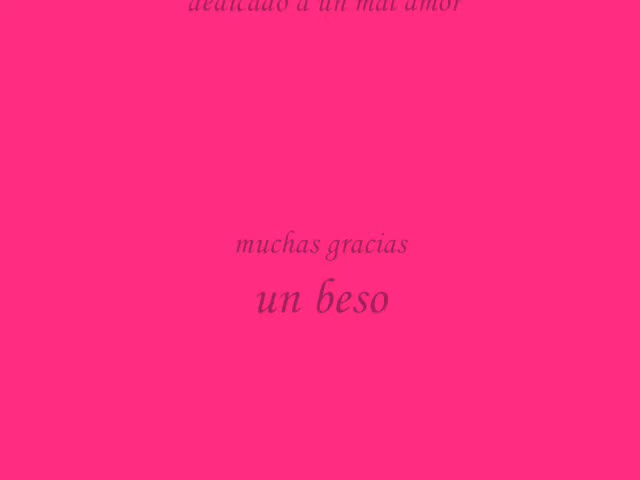 dedicado a un mal amor
muchas gracias
un beso